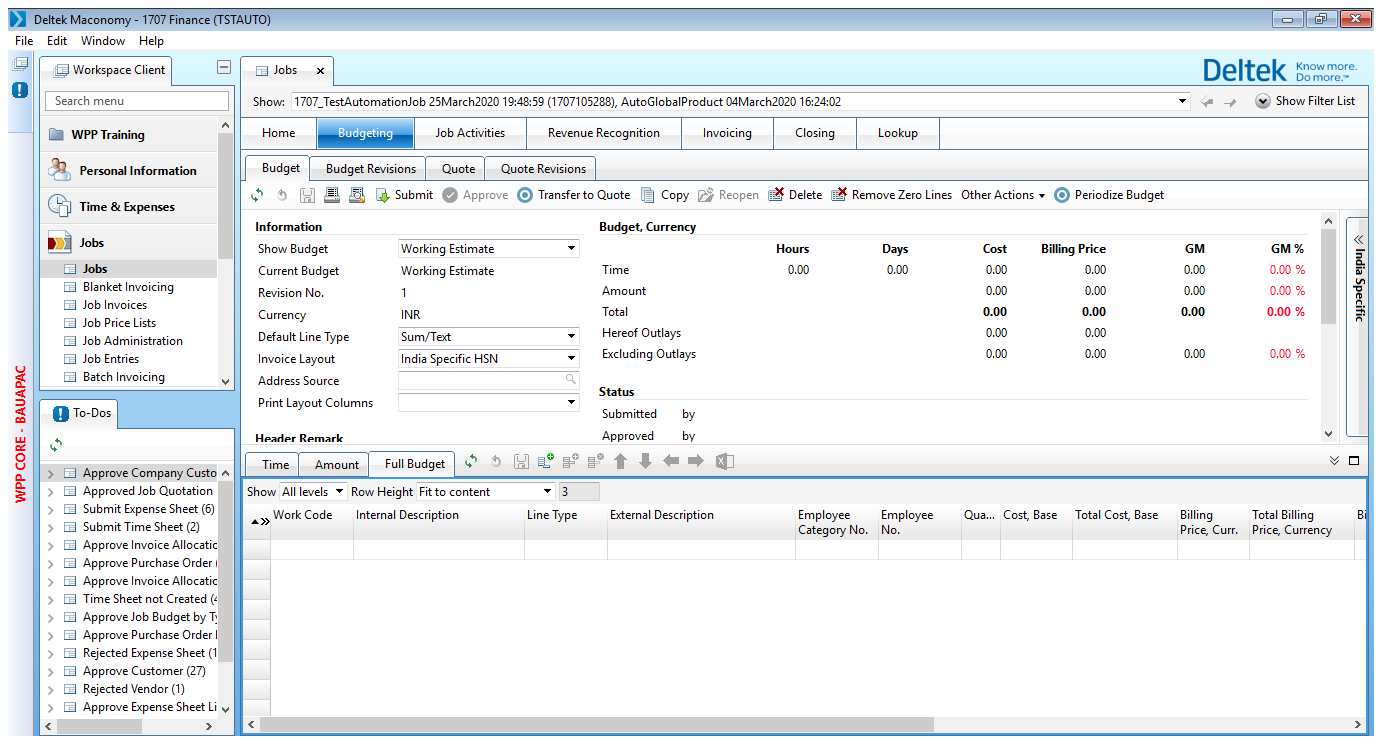 Deltek Maconomy - 1707 Finance (TSTAUTO)
File Edit Window Help
Workspace Client
Search menu
WPP Training
Personal Information
Time & Expenses
Jobs
Jobs
Blanket Invoicing
Job Invoices
Job Price Lists
Job Administration
Job Entries
Batch Invoicing
WPP CORE - BAUAPAC
To-Dos
Approve Company Custo
Approved Job Quotation
Submit Expense Sheet (6)
Submit Time Sheet (2)
Approve Invoice Allocatic
Approve Purchase Order (
Approve Invoice Allocatic
Time Sheet not Created (4
Approve Job Budget by Ty
Approve Purchase Order l
Rejected Expense Sheet (1
Approve Customer (27)
Rejected Vendor (1)
Approve Expense Sheet Li
Jobs x
Deltek Know more. Do more.™
Show: 1707_TestAutomationJob 25March2020 19:48:59 (1707105288), AutoGlobalProduct 04March2020 16:24:02 Show Filter List
Home Budgeting Job Activities Revenue Recognition Invoicing Closing Lookup
Budget Budget Revisions Quote Quote Revisions
Submit Approve Transfer to Quote Copy Reopen Delete Remove Zero Lines Other Actions Periodize Budget
Information
Show Budget Working Estimate
Current Budget Working Estimate
Revision No. 1
Currency INR
Default Line Type Sum/Text
Invoice Layout India Specific HSN
Address Source
Print Layout Columns
Header Remark
Budget, Currency
Hours Days Cost Billing Price GM GM %
Time 0.00 0.00 0.00 0.00 0.00 0.00 %
Amount 0.00 0.00 0.00 0.00 %
Total 0.00 0.00 0.00 0.00 %
Hereof Outlays 0.00 0.00
Excluding Outlays 0.00 0.00 0.00 0.00 %
Status
Submitted by
Approved by
India Specific
Time Amount Full Budget
Show All levels Row Height Fit to content 3
Work Code Internal Description Line Type External Description Employee Category No. Employee No. Qua... Cost, Base Total Cost, Base Billing Price, Curr. Total Billing Price, Currency Bi